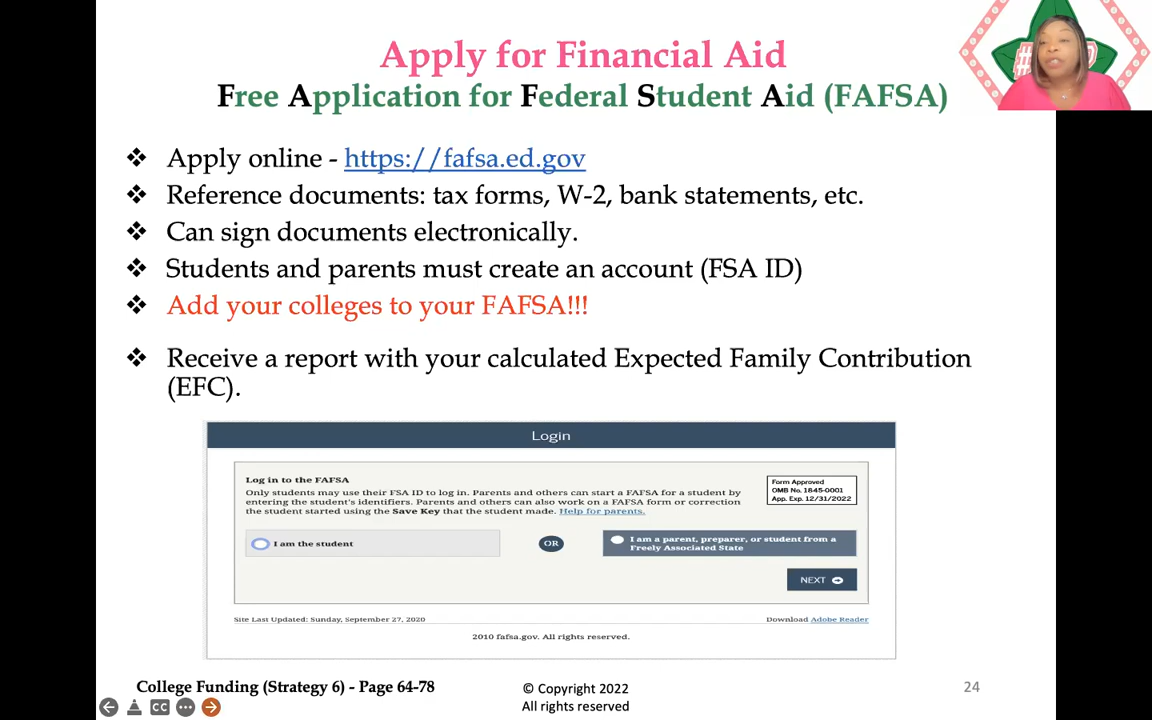 Apply for Financial Aid
Free Application for Federal Student Aid (FAFSA)
❖ Apply online - https://fafsa.ed.gov
❖ Reference documents: tax forms, W-2, bank statements, etc.
❖ Can sign documents electronically.
❖ Students and parents must create an account (FSA ID)
❖ Add your colleges to your FAFSA!!!
❖ Receive a report with your calculated Expected Family Contribution
(EFC).
Login
Log in to the FAFSA
Only students may use their FSA ID to log in. Parents and others can start a FAFSA for a student by
entering the student's identifiers. Parents and others can also work on a FAFSA form or correction
the student started using the Save Key that the student made. Help for parents.
Form Approved
OMB No. 1845-0001
App. Exp. 12/31/2022
I am the student
OR
I am a parent, preparer, or student from a
Freely Associated State
NEXT
Site Last Updated: Sunday, September 27, 2020
Download Adobe Reader
2010 fafsa.gov. All rights reserved.
College Funding (Strategy 6) - Page 64-78
© Copyright 2022
All rights reserved
24
CC